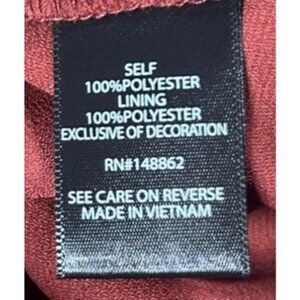 SELF
100%POLYESTER
LINING
100%POLYESTER
EXCLUSIVE OF DECORATION
RN#148862
SEE CARE ON REVERSE
MADE IN VIETNAM